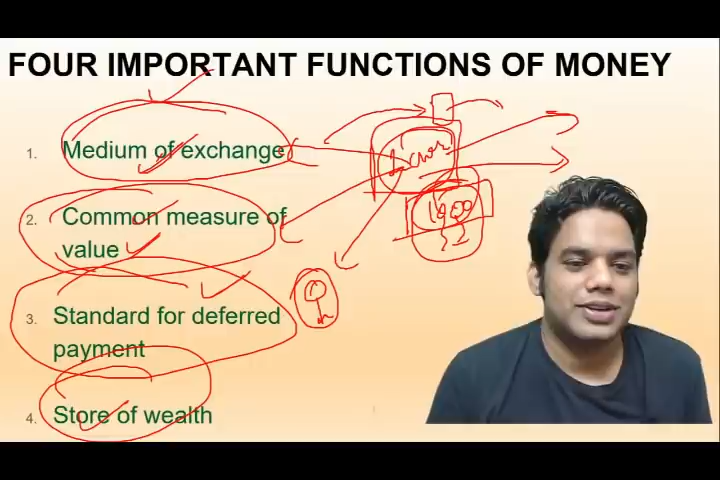 FOUR IMPORTANT FUNCTIONS OF MONEY
1. Medium of exchange
2. Common measure of
value
3. Standard for deferred
payment
4. Store of wealth